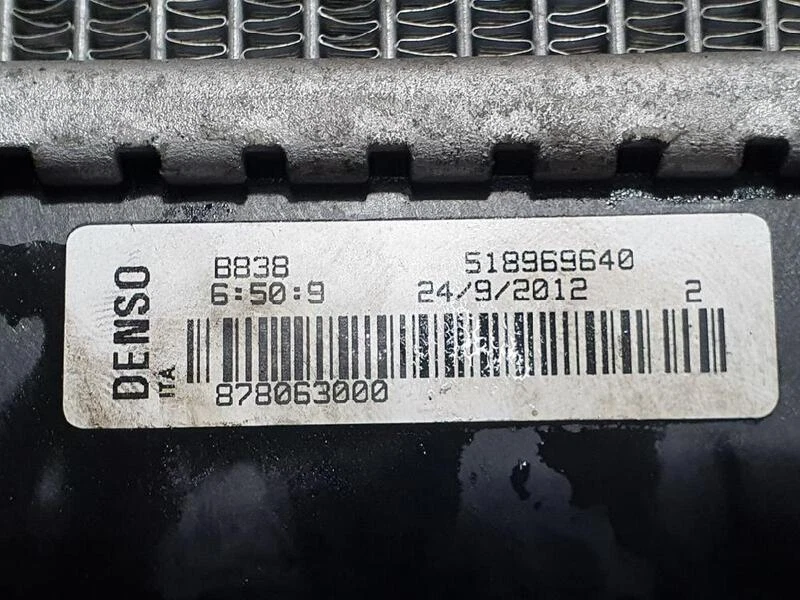 DENSO
ITA
B838 518969640
6:50:9 24/9/2012 2
878063000